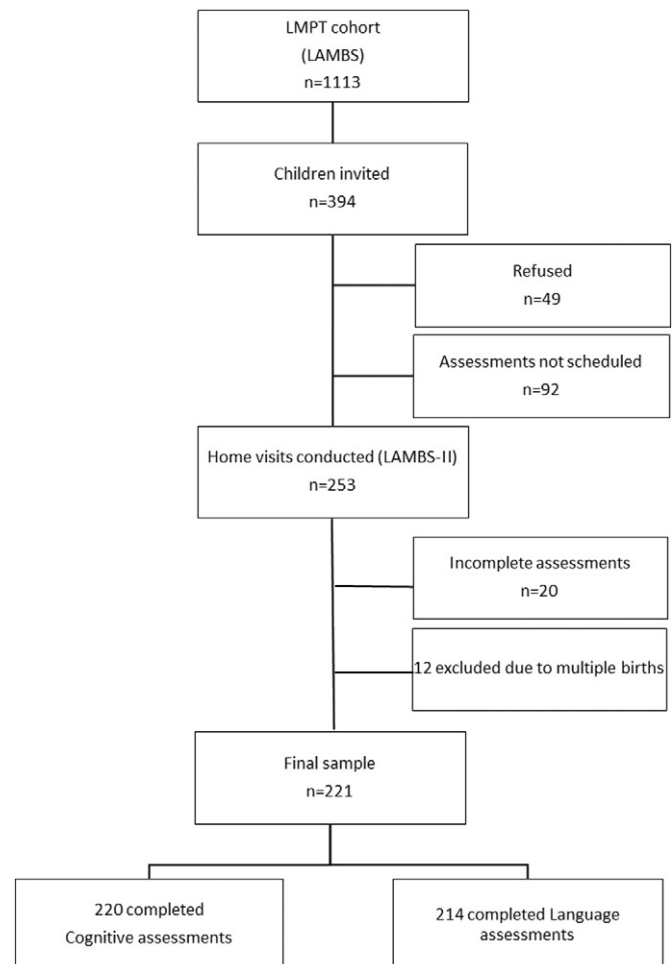 LMPT cohort
(LAMBS)
n=1113
Children invited
n=394
Refused
n=49
Assessments not scheduled
n=92
Home visits conducted (LAMBS-II)
n=253
Incomplete assessments
n=20
12 excluded due to multiple births
Final sample
n=221
220 completed
Cognitive assessments
214 completed Language
assessments